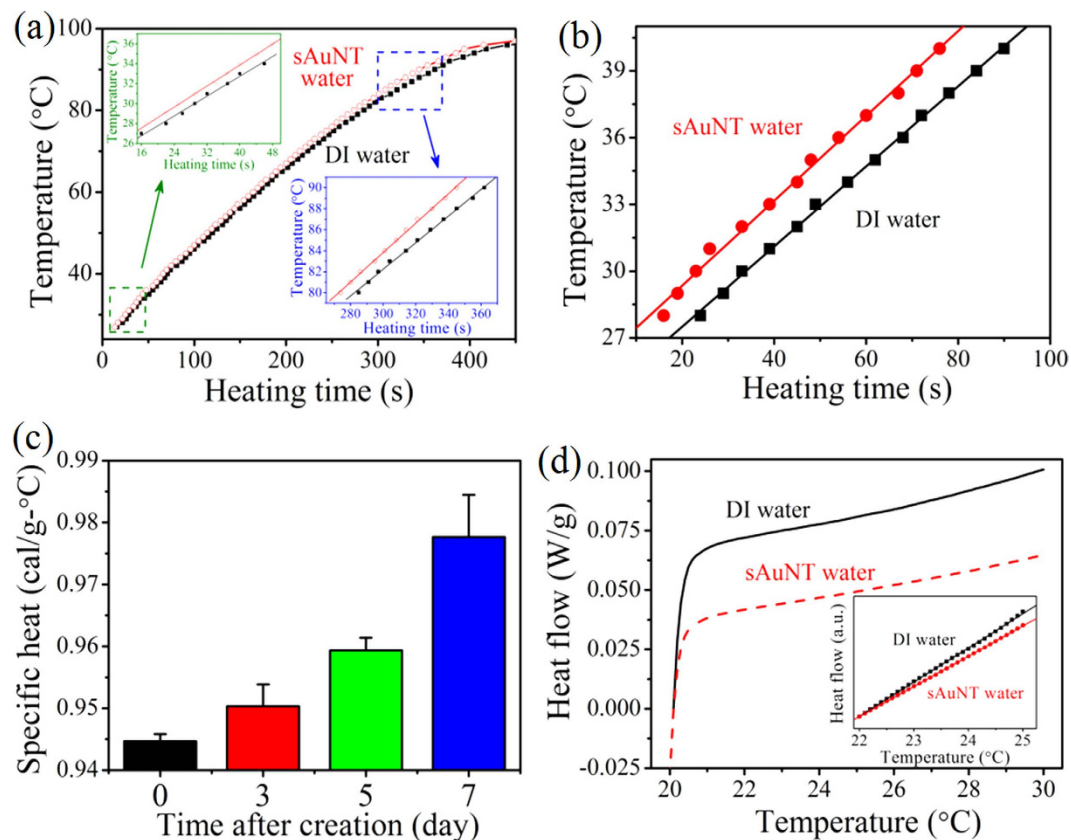 (a)
100
80
60
40
Temperature (°C)
0 100 200 300 400
Heating time (s)
sAuNT
water
DI water
36
34
32
30
28
26
Temperature (°C)
16 24 32 40 48
Heating time (s)
90
88
86
84
82
80
Temperature (°C)
280 300 320 340 360
Heating time (s)
(b)
39
36
33
30
27
Temperature (°C)
sAuNT water
DI water
20 40 60 80 100
Heating time (s)
(c)
0.99
0.98
0.97
0.96
0.95
0.94
Specific heat (cal/g-°C)
0 3 5 7
Time after creation (day)
(d)
0.100
0.075
0.050
0.025
0.000
-0.025
Heat flow (W/g)
DI water
sAuNT water
20 22 24 26 28 30
Temperature (°C)
Heat flow (a.u.)
DI water
sAuNT water
22 23 24 25
Temperature (°C)